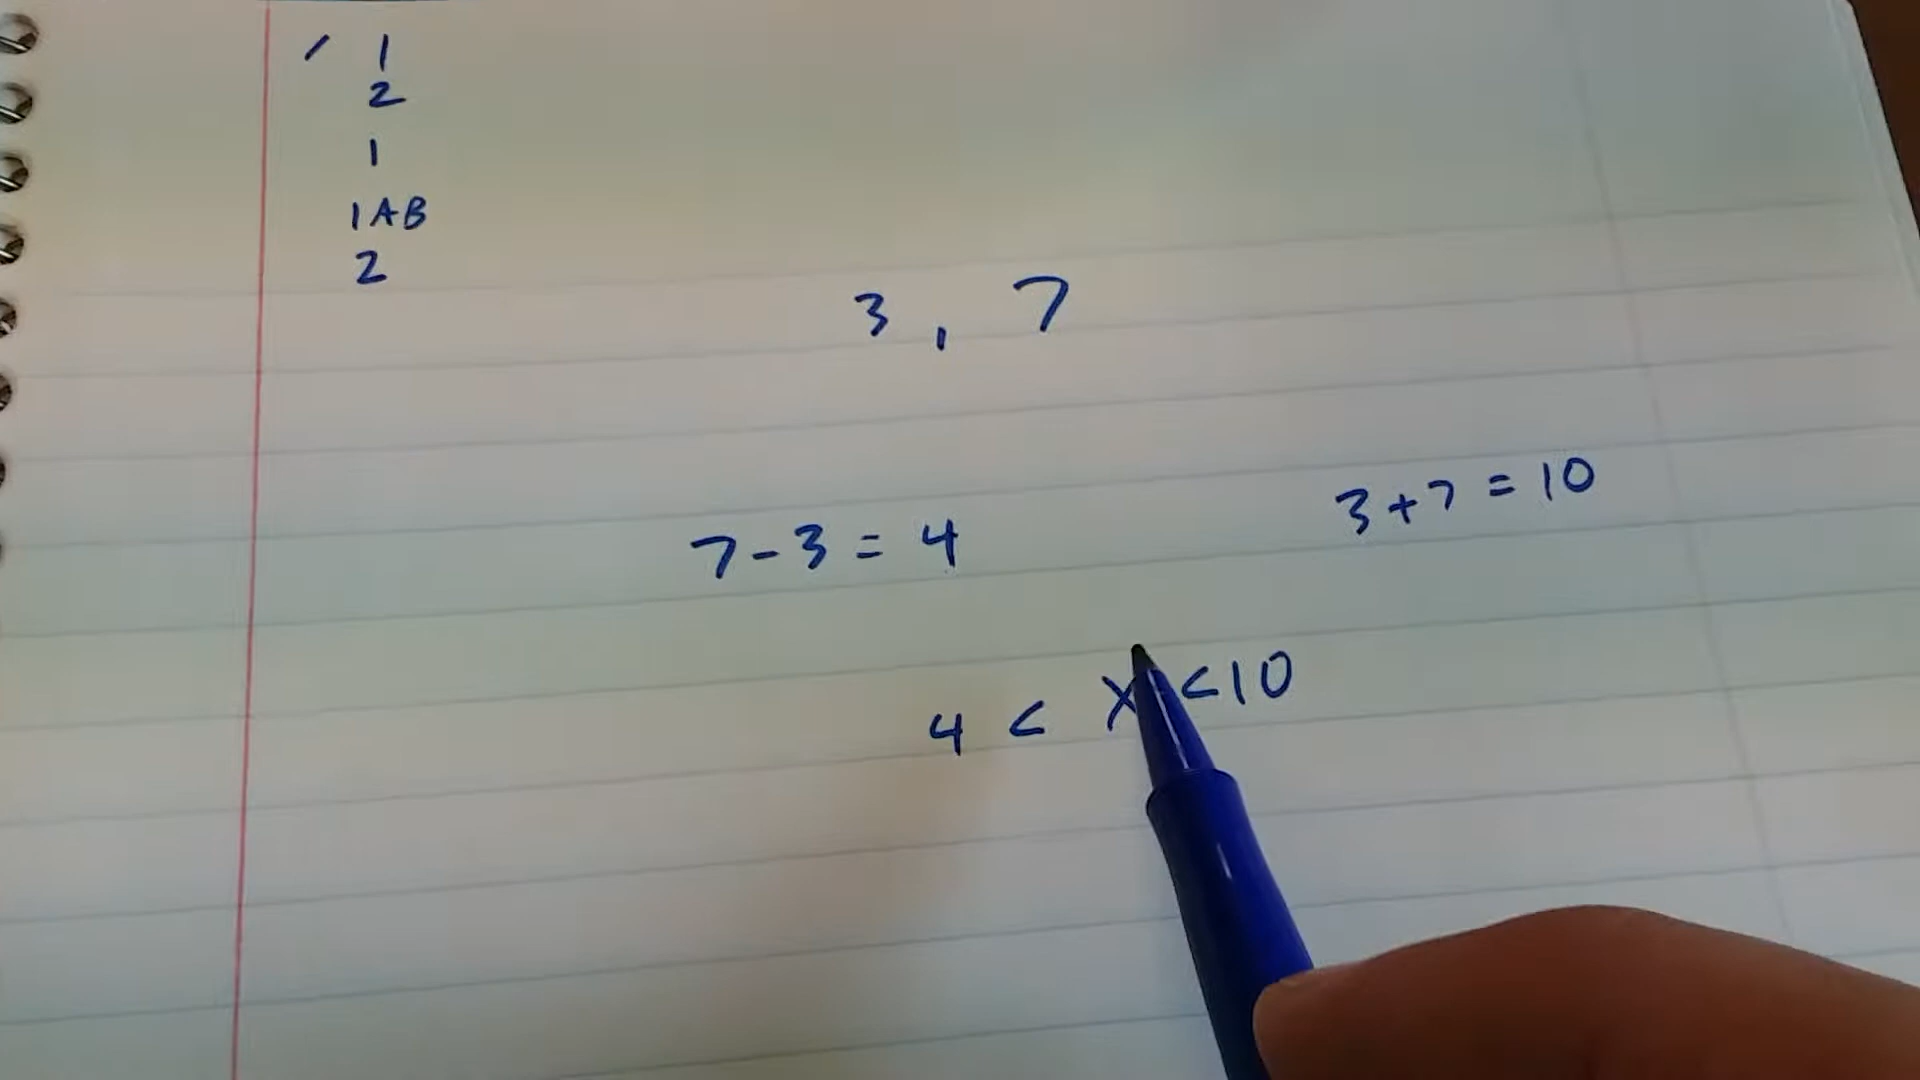 / 1
2
1
1AB
2
3, 7
7-3 = 4
3+7 = 10
4 < X < 10